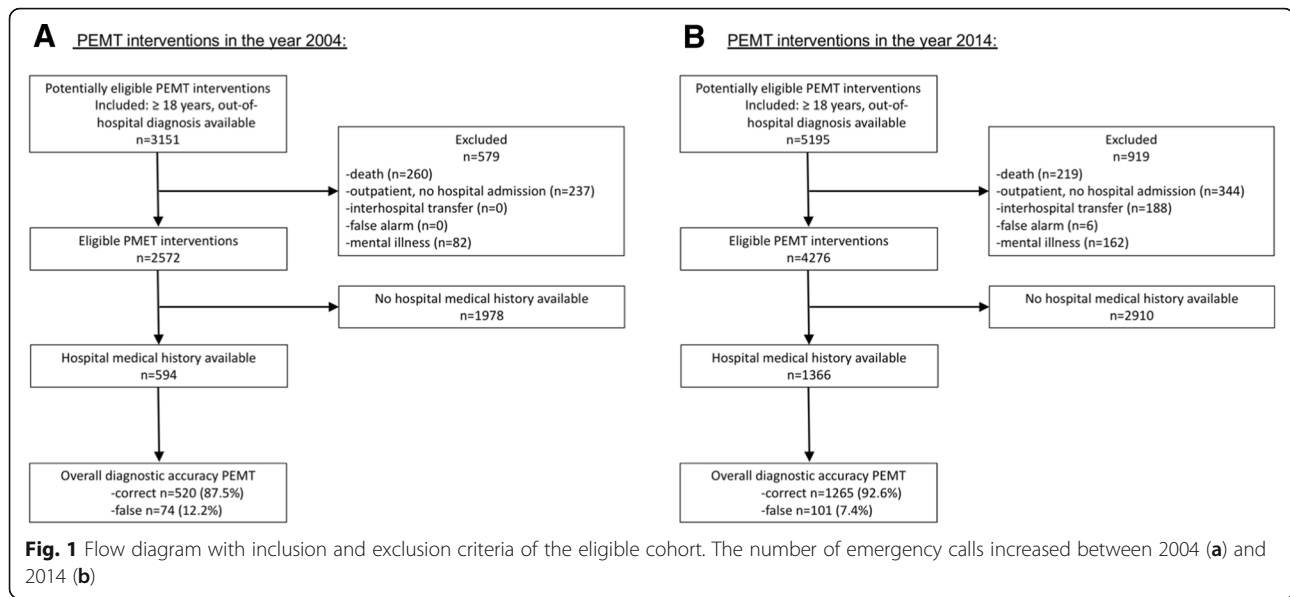 A PEMT interventions in the year 2004:
Potentially eligible PEMT interventions
Included: ≥ 18 years, out-of-
hospital diagnosis available
n=3151
Excluded
n=579
-death (n=260)
-outpatient, no hospital admission (n=237)
-interhospital transfer (n=0)
-false alarm (n=0)
-mental illness (n=82)
Eligible PMET interventions
n=2572
No hospital medical history available
n=1978
Hospital medical history available
n=594
Overall diagnostic accuracy PEMT
-correct n=520 (87.5%)
-false n=74 (12.2%)
B PEMT interventions in the year 2014:
Potentially eligible PEMT interventions
Included: ≥ 18 years, out-of-
hospital diagnosis available
n=5195
Excluded
n=919
-death (n=219)
-outpatient, no hospital admission (n=344)
-interhospital transfer (n=188)
-false alarm (n=6)
-mental illness (n=162)
Eligible PEMT interventions
n=4276
No hospital medical history available
n=2910
Hospital medical history available
n=1366
Overall diagnostic accuracy PEMT
-correct n=1265 (92.6%)
-false n=101 (7.4%)
Fig. 1 Flow diagram with inclusion and exclusion criteria of the eligible cohort. The number of emergency calls increased between 2004 (a) and
2014 (b)